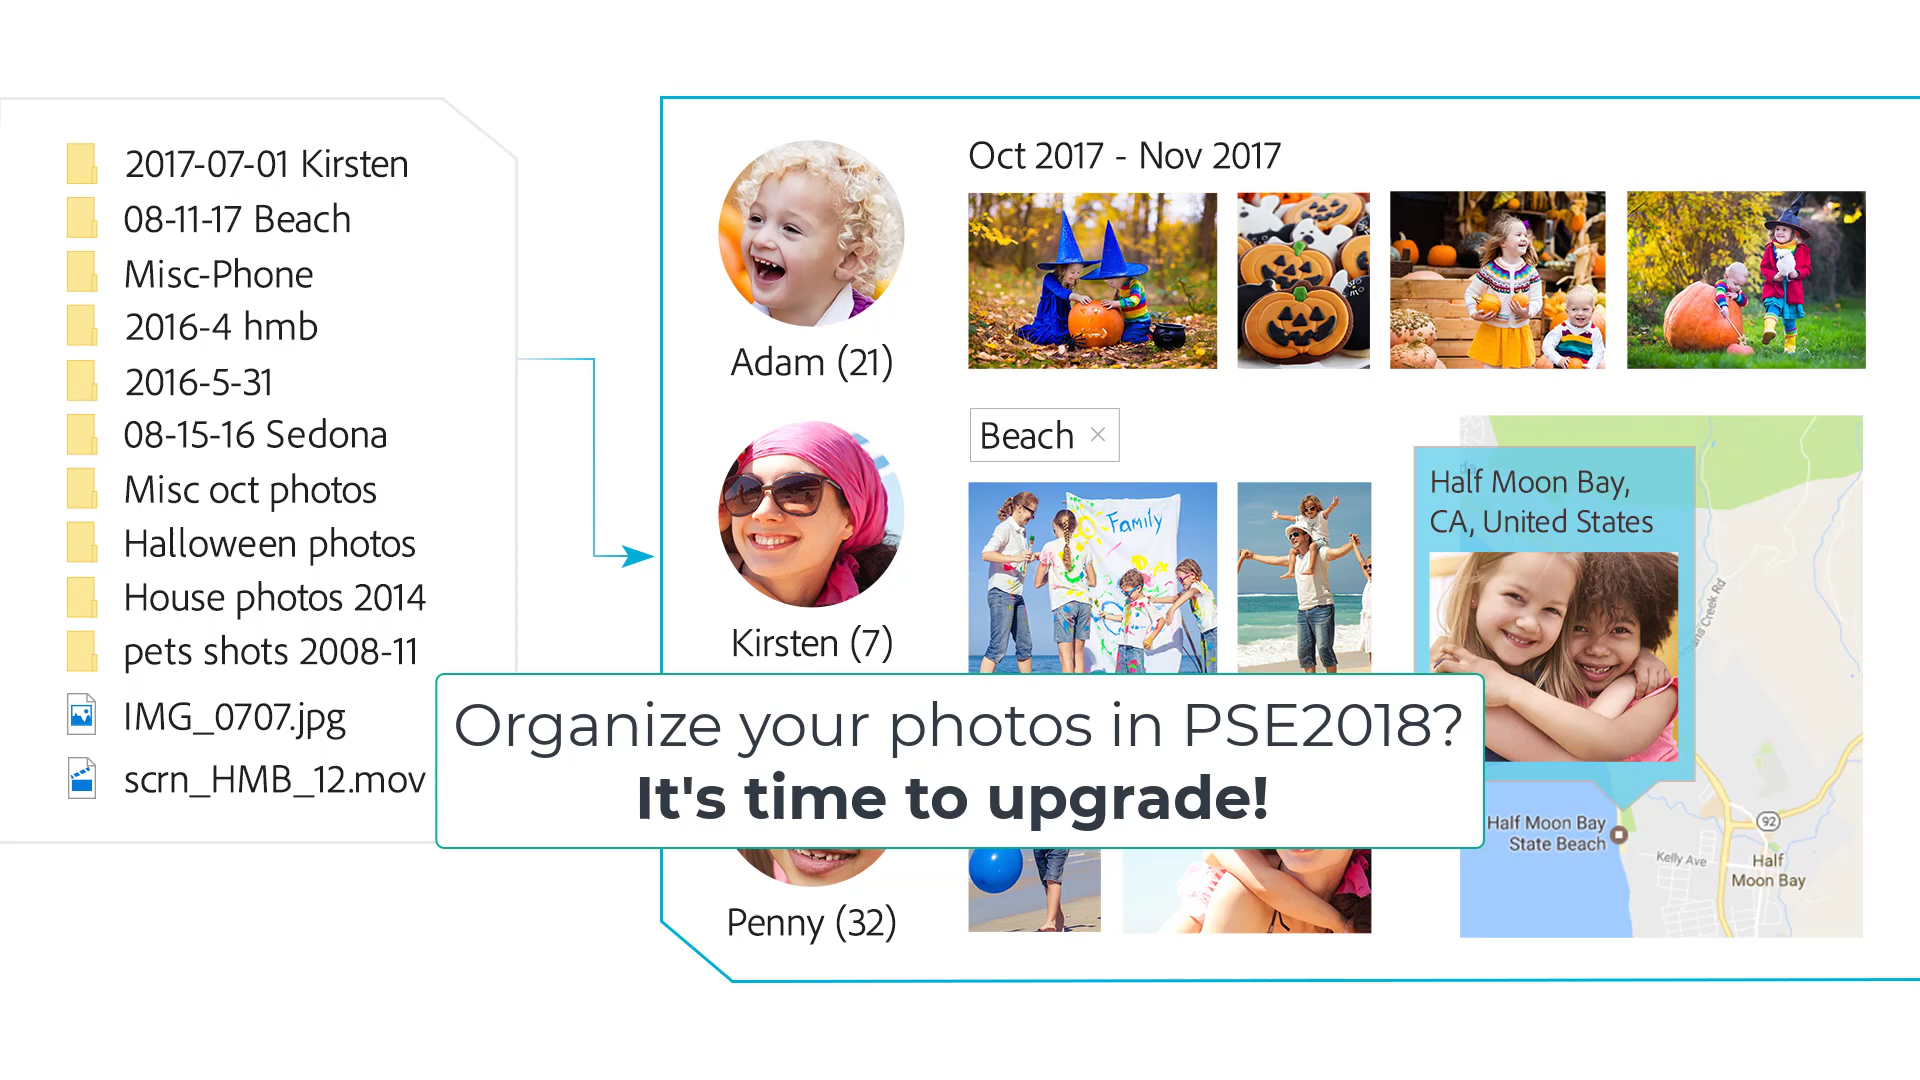 2017-07-01 Kirsten
08-11-17 Beach
Misc-Phone
2016-4 hmb
2016-5-31
08-15-16 Sedona
Misc oct photos
Halloween photos
House photos 2014
pets shots 2008-11
IMG_0707.jpg
scrn_HMB_12.mov
Adam (21)
Kirsten (7)
Penny (32)
Oct 2017 - Nov 2017
Beach ×
Family
Half Moon Bay,
CA, United States
Creek Rd
Half Moon Bay
State Beach
92
Kelly Ave
Half
Moon Bay
Organize your photos in PSE2018?
It's time to upgrade!